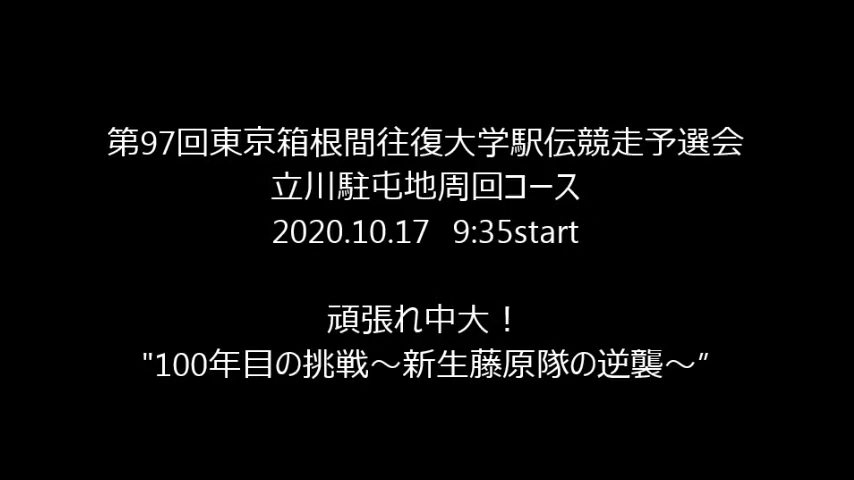 第97回東京箱根間往復大学駅伝競走予選会
立川駐屯地周回コース
2020.10.17 9:35start
頑張れ中大！
"100年目の挑戦～新生藤原隊の逆襲～”